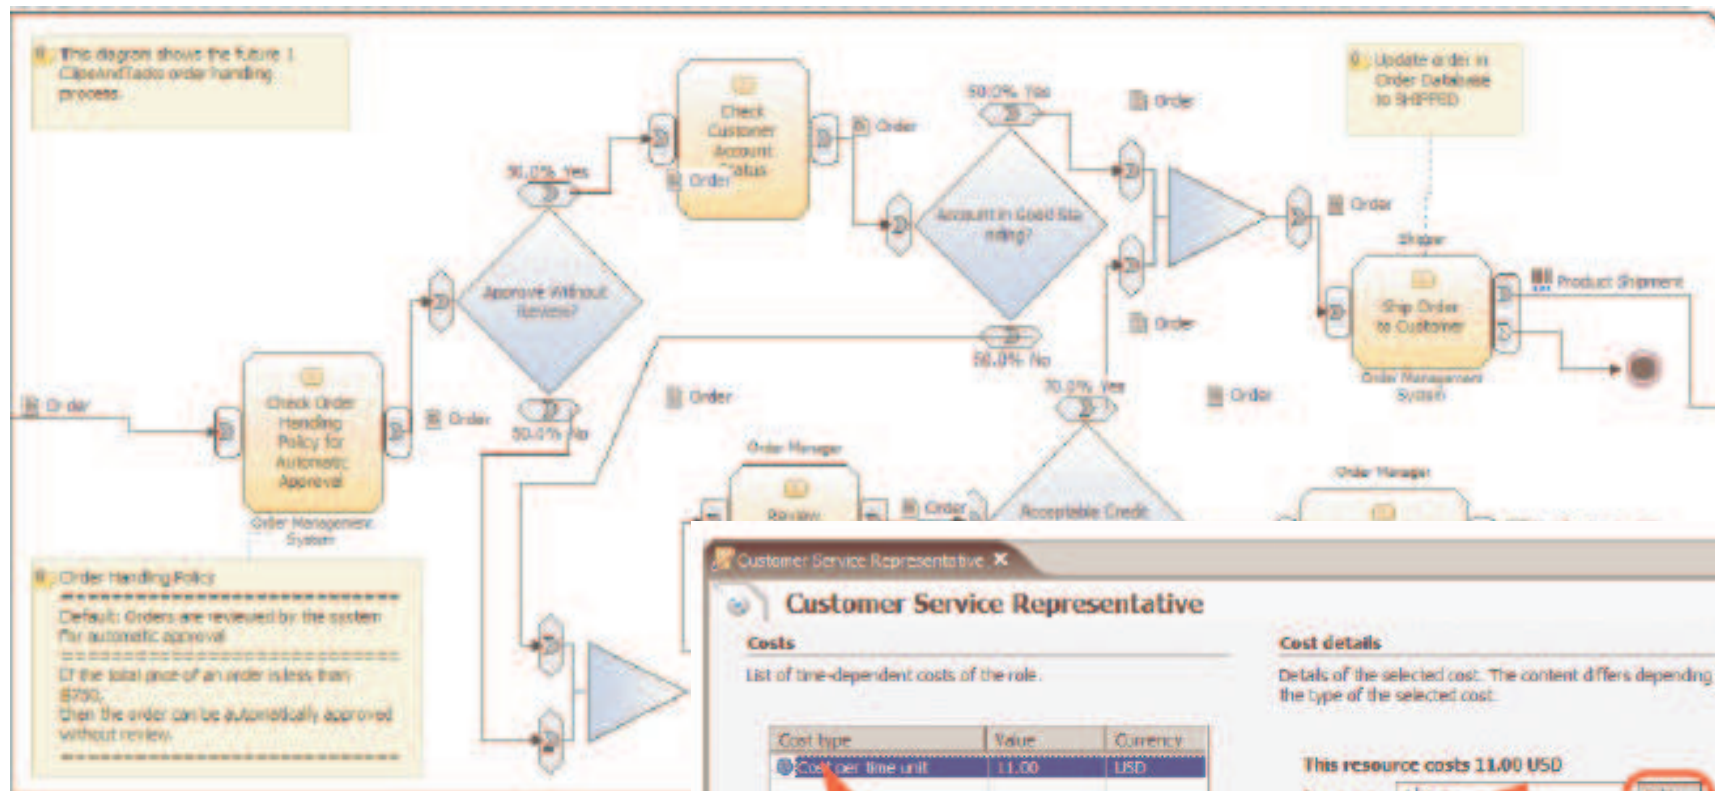 This diagram shows the future 1
ClipsAndTacks order handling
process.
Update order in
Order Database
to SHIPPED
Check
Customer
Account
Status
50.0% Yes
Order
Order
Order
Yes
Order
Account in Good Sta
nding?
Order
Shipper
Product Shipment
Ship Order
to Customer
Approve Without
Review?
Order
50.0% No
Order Management
System
70.0% Yes
Order
Order
Order
Check Order
Handling
Policy for
Automatic
Approval
Order
50.0% No
Order Manager
Order Manager
Review
Order
Acceptable Credit
Order Management
System
Order Handling Policy
==============================
Default: Orders are reviewed by the system
for automatic approval
==============================
If the total price of an order is less than
$750,
then the order can be automatically approved
without review.
==============================
Customer Service Representative
Customer Service Representative
Costs
Cost details
List of time-dependent costs of the role.
Details of the selected cost. The content differs depending
the type of the selected cost.
Cost type Value Currency
Cost per time unit 11.00 USD
This resource costs 11.00 USD